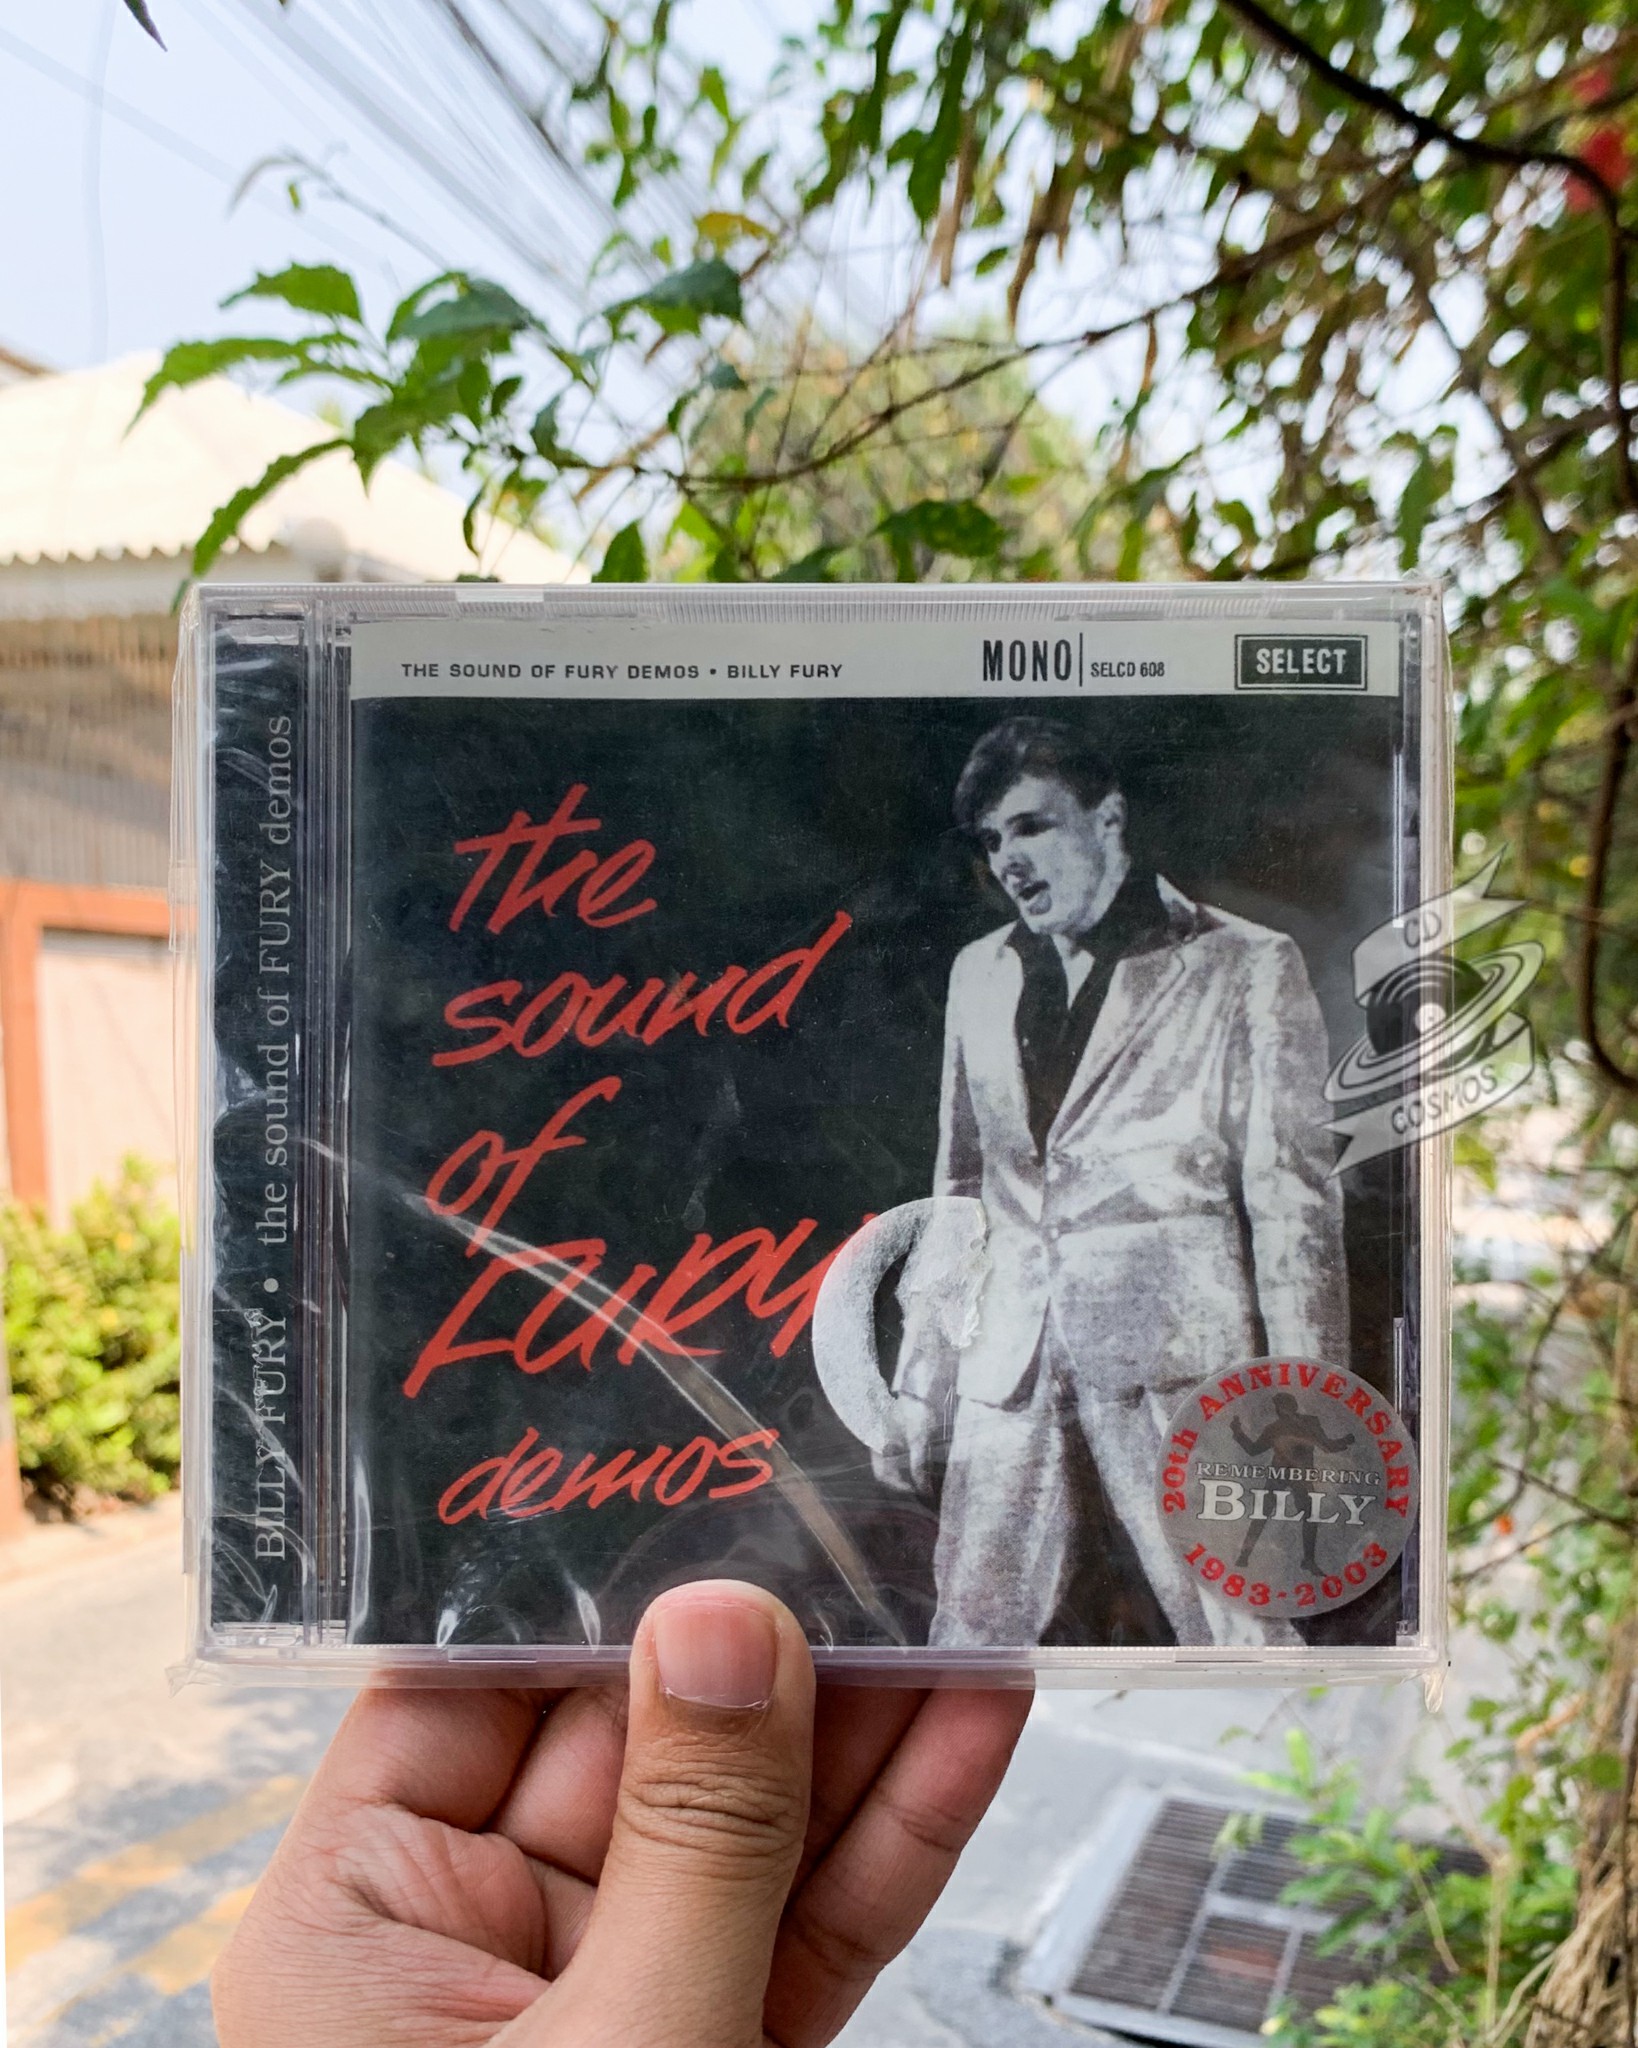 THE SOUND OF FURY DEMOS • BILLY FURY
MONO SELCD 608
SELECT
the
sound
of
FURY
demos
BILLY FURY • the sound of FURY demos
CD
COSMOS
20th ANNIVERSARY
REMEMBERING
BILLY
1983-2003